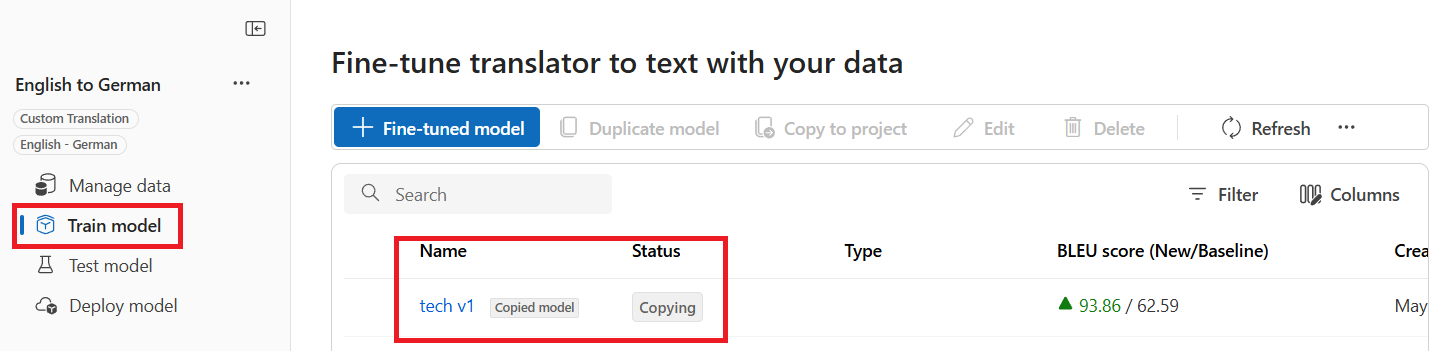 English to German
Custom Translation
English - German
Manage data
Train model
Test model
Deploy model
Fine-tune translator to text with your data
Fine-tuned model Duplicate model Copy to project Edit Delete Refresh
Search Filter Columns
Name Status Type BLEU score (New/Baseline) Crea
tech v1 Copied model Copying 93.86 / 62.59 May